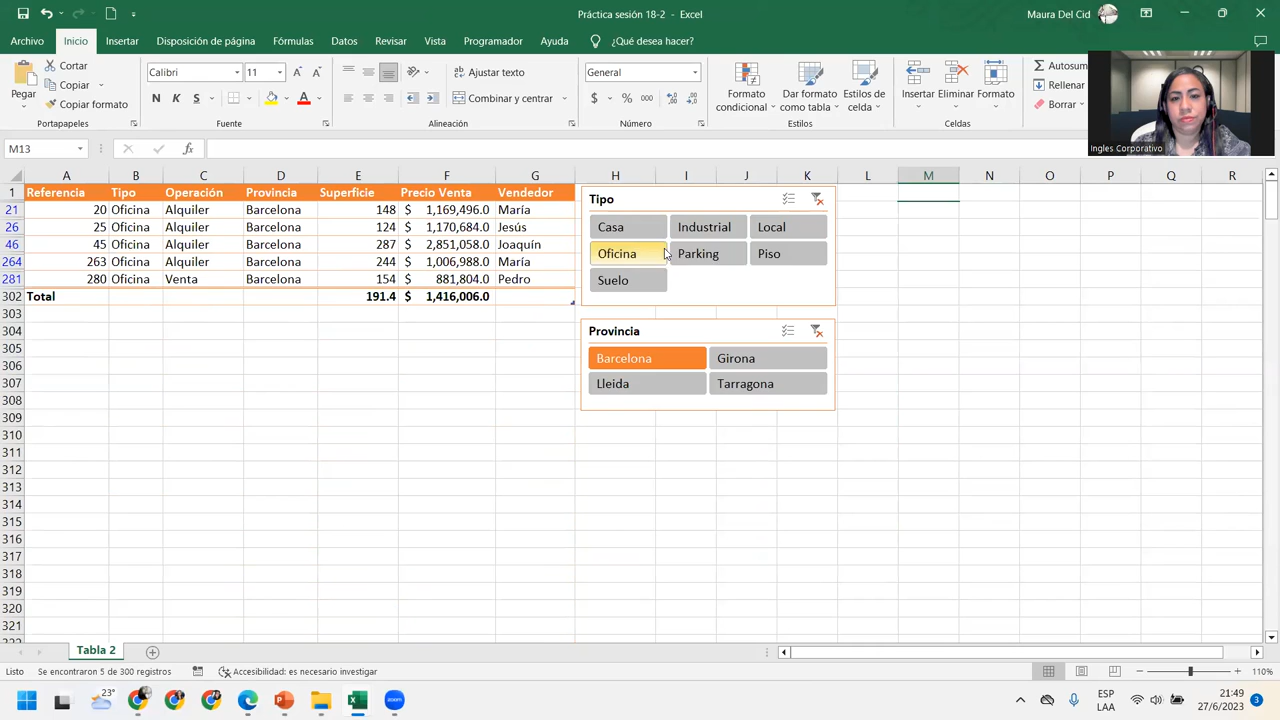 Práctica sesión 18-2 - Excel
Maura Del Cid
Archivo Inicio Insertar Disposición de página Fórmulas Datos Revisar Vista Programador Ayuda ¿Qué desea hacer?
Pegar
Cortar
Copiar
Copiar formato
Portapapeles
Calibri 11
N K S
Fuente
Ajustar texto
Combinar y centrar
Alineación
General
$ % 000
Número
Formato condicional
Dar formato como tabla
Estilos de celda
Estilos
Insertar Eliminar Formato
Celdas
Autosum
Rellenar
Borrar
Ingles Corporativo
M13 fx
A B C D E F G H I J K L M N O P Q R
1 Referencia Tipo Operación Provincia Superficie Precio Venta Vendedor
21 20 Oficina Alquiler Barcelona 148 $ 1,169,496.0 María
26 25 Oficina Alquiler Barcelona 124 $ 1,170,684.0 Jesús
46 45 Oficina Alquiler Barcelona 287 $ 2,851,058.0 Joaquín
264 263 Oficina Alquiler Barcelona 244 $ 1,006,988.0 María
281 280 Oficina Venta Barcelona 154 $ 881,804.0 Pedro
302 Total 191.4 $ 1,416,006.0
303
304
305
306
307
308
309
310
311
312
313
314
315
316
317
318
319
320
321
Tipo
Casa Industrial Local
Oficina Parking Piso
Suelo
Provincia
Barcelona Girona
Lleida Tarragona
Tabla 2
Listo Se encontraron 5 de 300 registros Accesibilidad: es necesario investigar 110%
23°
ESP
LAA
21:49
27/6/2023
3